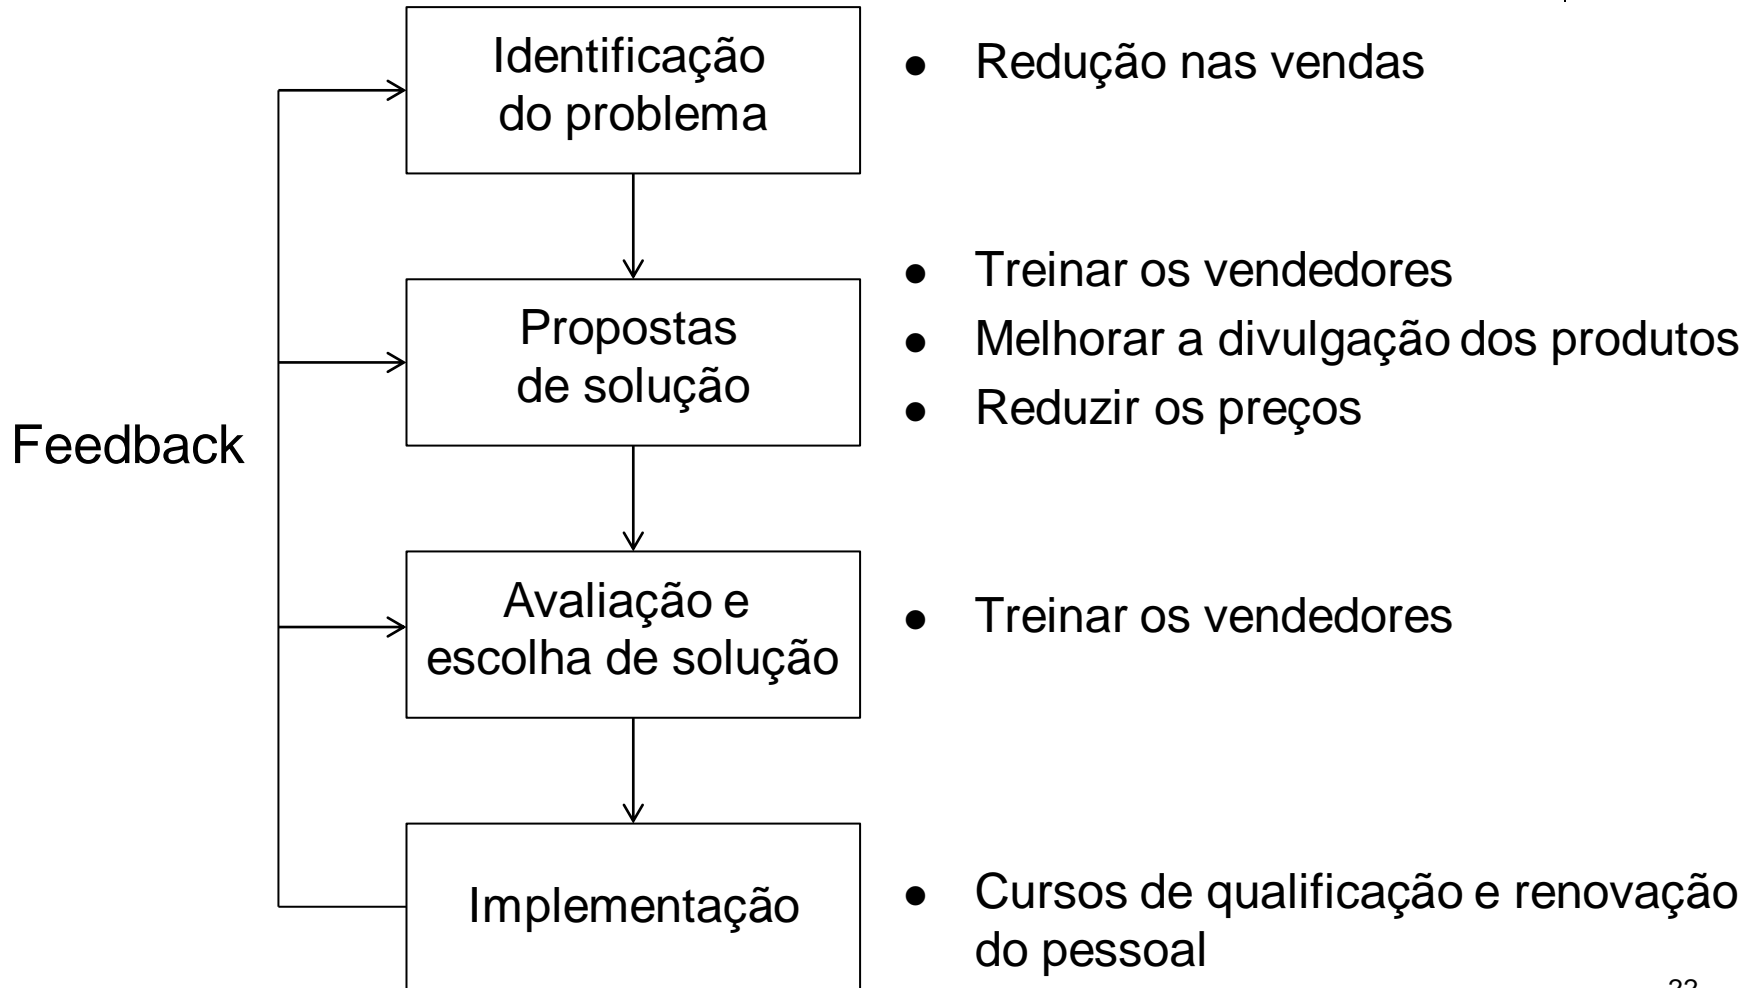 Identificação
do problema
● Redução nas vendas
Propostas
de solução
● Treinar os vendedores
● Melhorar a divulgação dos produtos
● Reduzir os preços
Feedback
Avaliação e
escolha de solução
● Treinar os vendedores
Implementação
● Cursos de qualificação e renovação
do pessoal